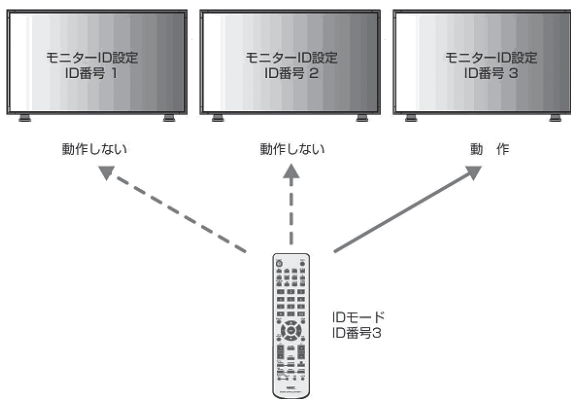 モニターID設定
ID番号 1
モニターID設定
ID番号 2
モニターID設定
ID番号 3
動作しない
動作しない
動 作
IDモード
ID番号3
NEC